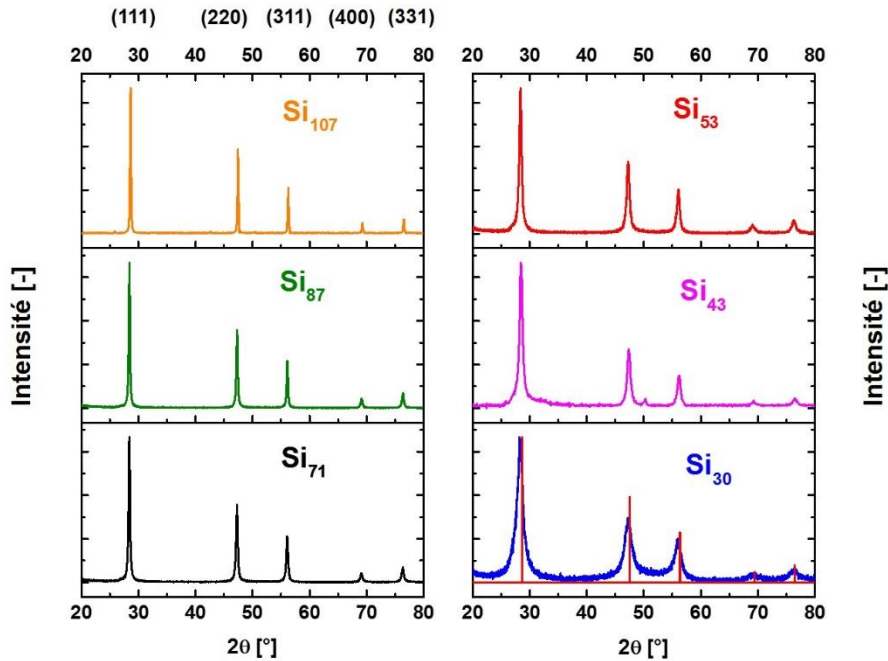 (111) (220) (311) (400) (331)
20 30 40 50 60 70 80 20 30 40 50 60 70 80
Si107 Si53
Si87 Si43
Si71 Si30
Intensité [-] Intensité [-]
20 30 40 50 60 70 80 20 30 40 50 60 70 80
2θ [°] 2θ [°]